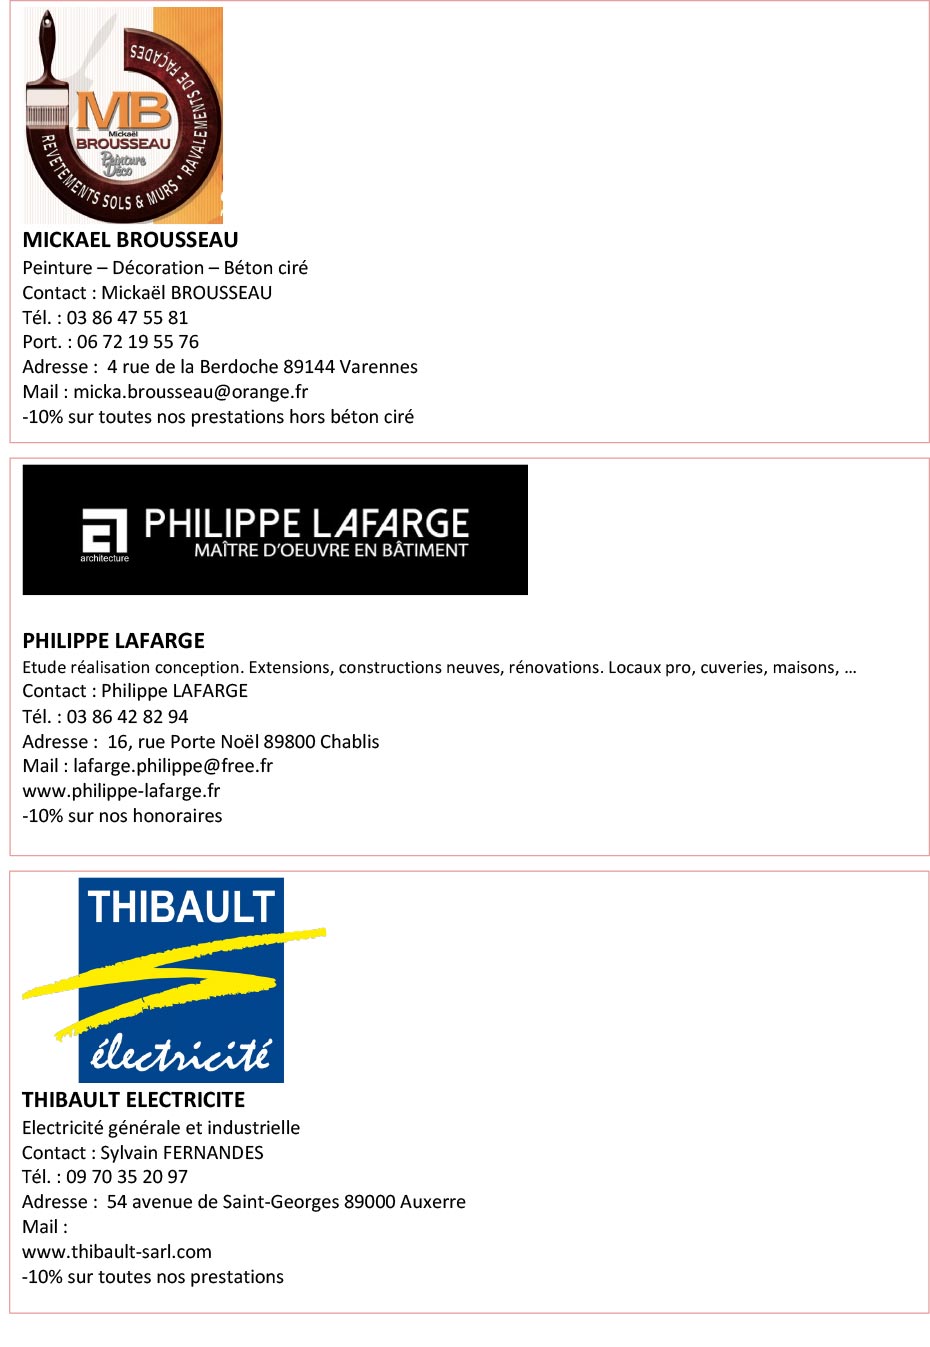 MB
Mickaël
BROUSSEAU
Peinture
Déco
REVETEMENTS SOLS & MURS • RAVALEMENTS DE FAÇADES
MICKAEL BROUSSEAU
Peinture – Décoration – Béton ciré
Contact : Mickaël BROUSSEAU
Tél. : 03 86 47 55 81
Port. : 06 72 19 55 76
Adresse :  4 rue de la Berdoche 89144 Varennes
Mail : micka.brousseau@orange.fr
-10% sur toutes nos prestations hors béton ciré
architecture
PHILIPPE LAFARGE
MAÎTRE D'OEUVRE EN BÂTIMENT
PHILIPPE LAFARGE
Etude réalisation conception. Extensions, constructions neuves, rénovations. Locaux pro, cuveries, maisons, …
Contact : Philippe LAFARGE
Tél. : 03 86 42 82 94
Adresse :  16, rue Porte Noël 89800 Chablis
Mail : lafarge.philippe@free.fr
www.philippe-lafarge.fr
-10% sur nos honoraires
THIBAULT
électricité
THIBAULT ELECTRICITE
Electricité générale et industrielle
Contact : Sylvain FERNANDES
Tél. : 09 70 35 20 97
Adresse :  54 avenue de Saint-Georges 89000 Auxerre
Mail :
www.thibault-sarl.com
-10% sur toutes nos prestations